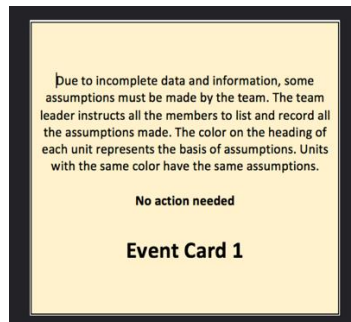 Due to incomplete data and information, some
assumptions must be made by the team. The team
leader instructs all the members to list and record all
the assumptions made. The color on the heading of
each unit represents the basis of assumptions. Units
with the same color have the same assumptions.
No action needed
Event Card 1